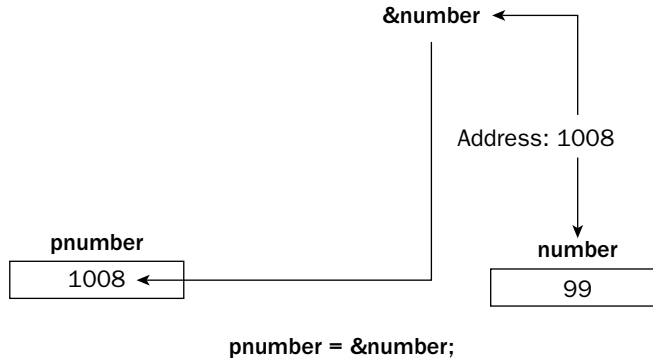 &number
Address: 1008
pnumber
number
1008
99
pnumber = &number;